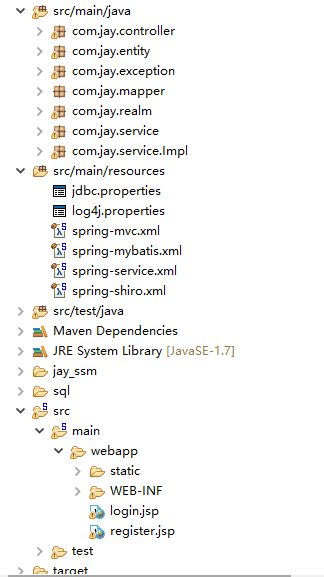 src/main/java
com.jay.controller
com.jay.entity
com.jay.exception
com.jay.mapper
com.jay.realm
com.jay.service
com.jay.service.Impl
src/main/resources
jdbc.properties
log4j.properties
spring-mvc.xml
spring-mybatis.xml
spring-service.xml
spring-shiro.xml
src/test/java
Maven Dependencies
JRE System Library [JavaSE-1.7]
jay_ssm
sql
src
main
webapp
static
WEB-INF
login.jsp
register.jsp
test
target